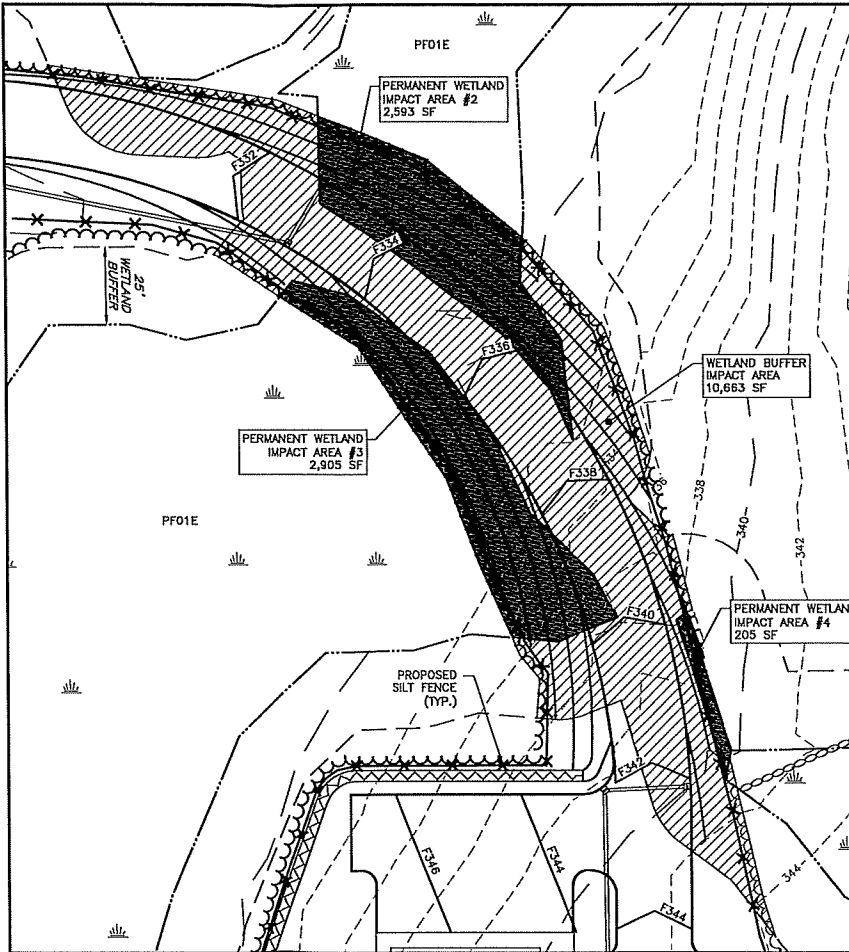 PF01E
PERMANENT WETLAND
IMPACT AREA #2
2,593 SF
F332
F334
25'
WETLAND
BUFFER
F336
WETLAND BUFFER
IMPACT AREA
10,663 SF
PERMANENT WETLAND
IMPACT AREA #3
2,905 SF
F338
338
340
342
PF01E
F340
PERMANENT WETLAN
IMPACT AREA #4
205 SF
PROPOSED
SILT FENCE
(TYP.)
F342
F346
F344
344
F344